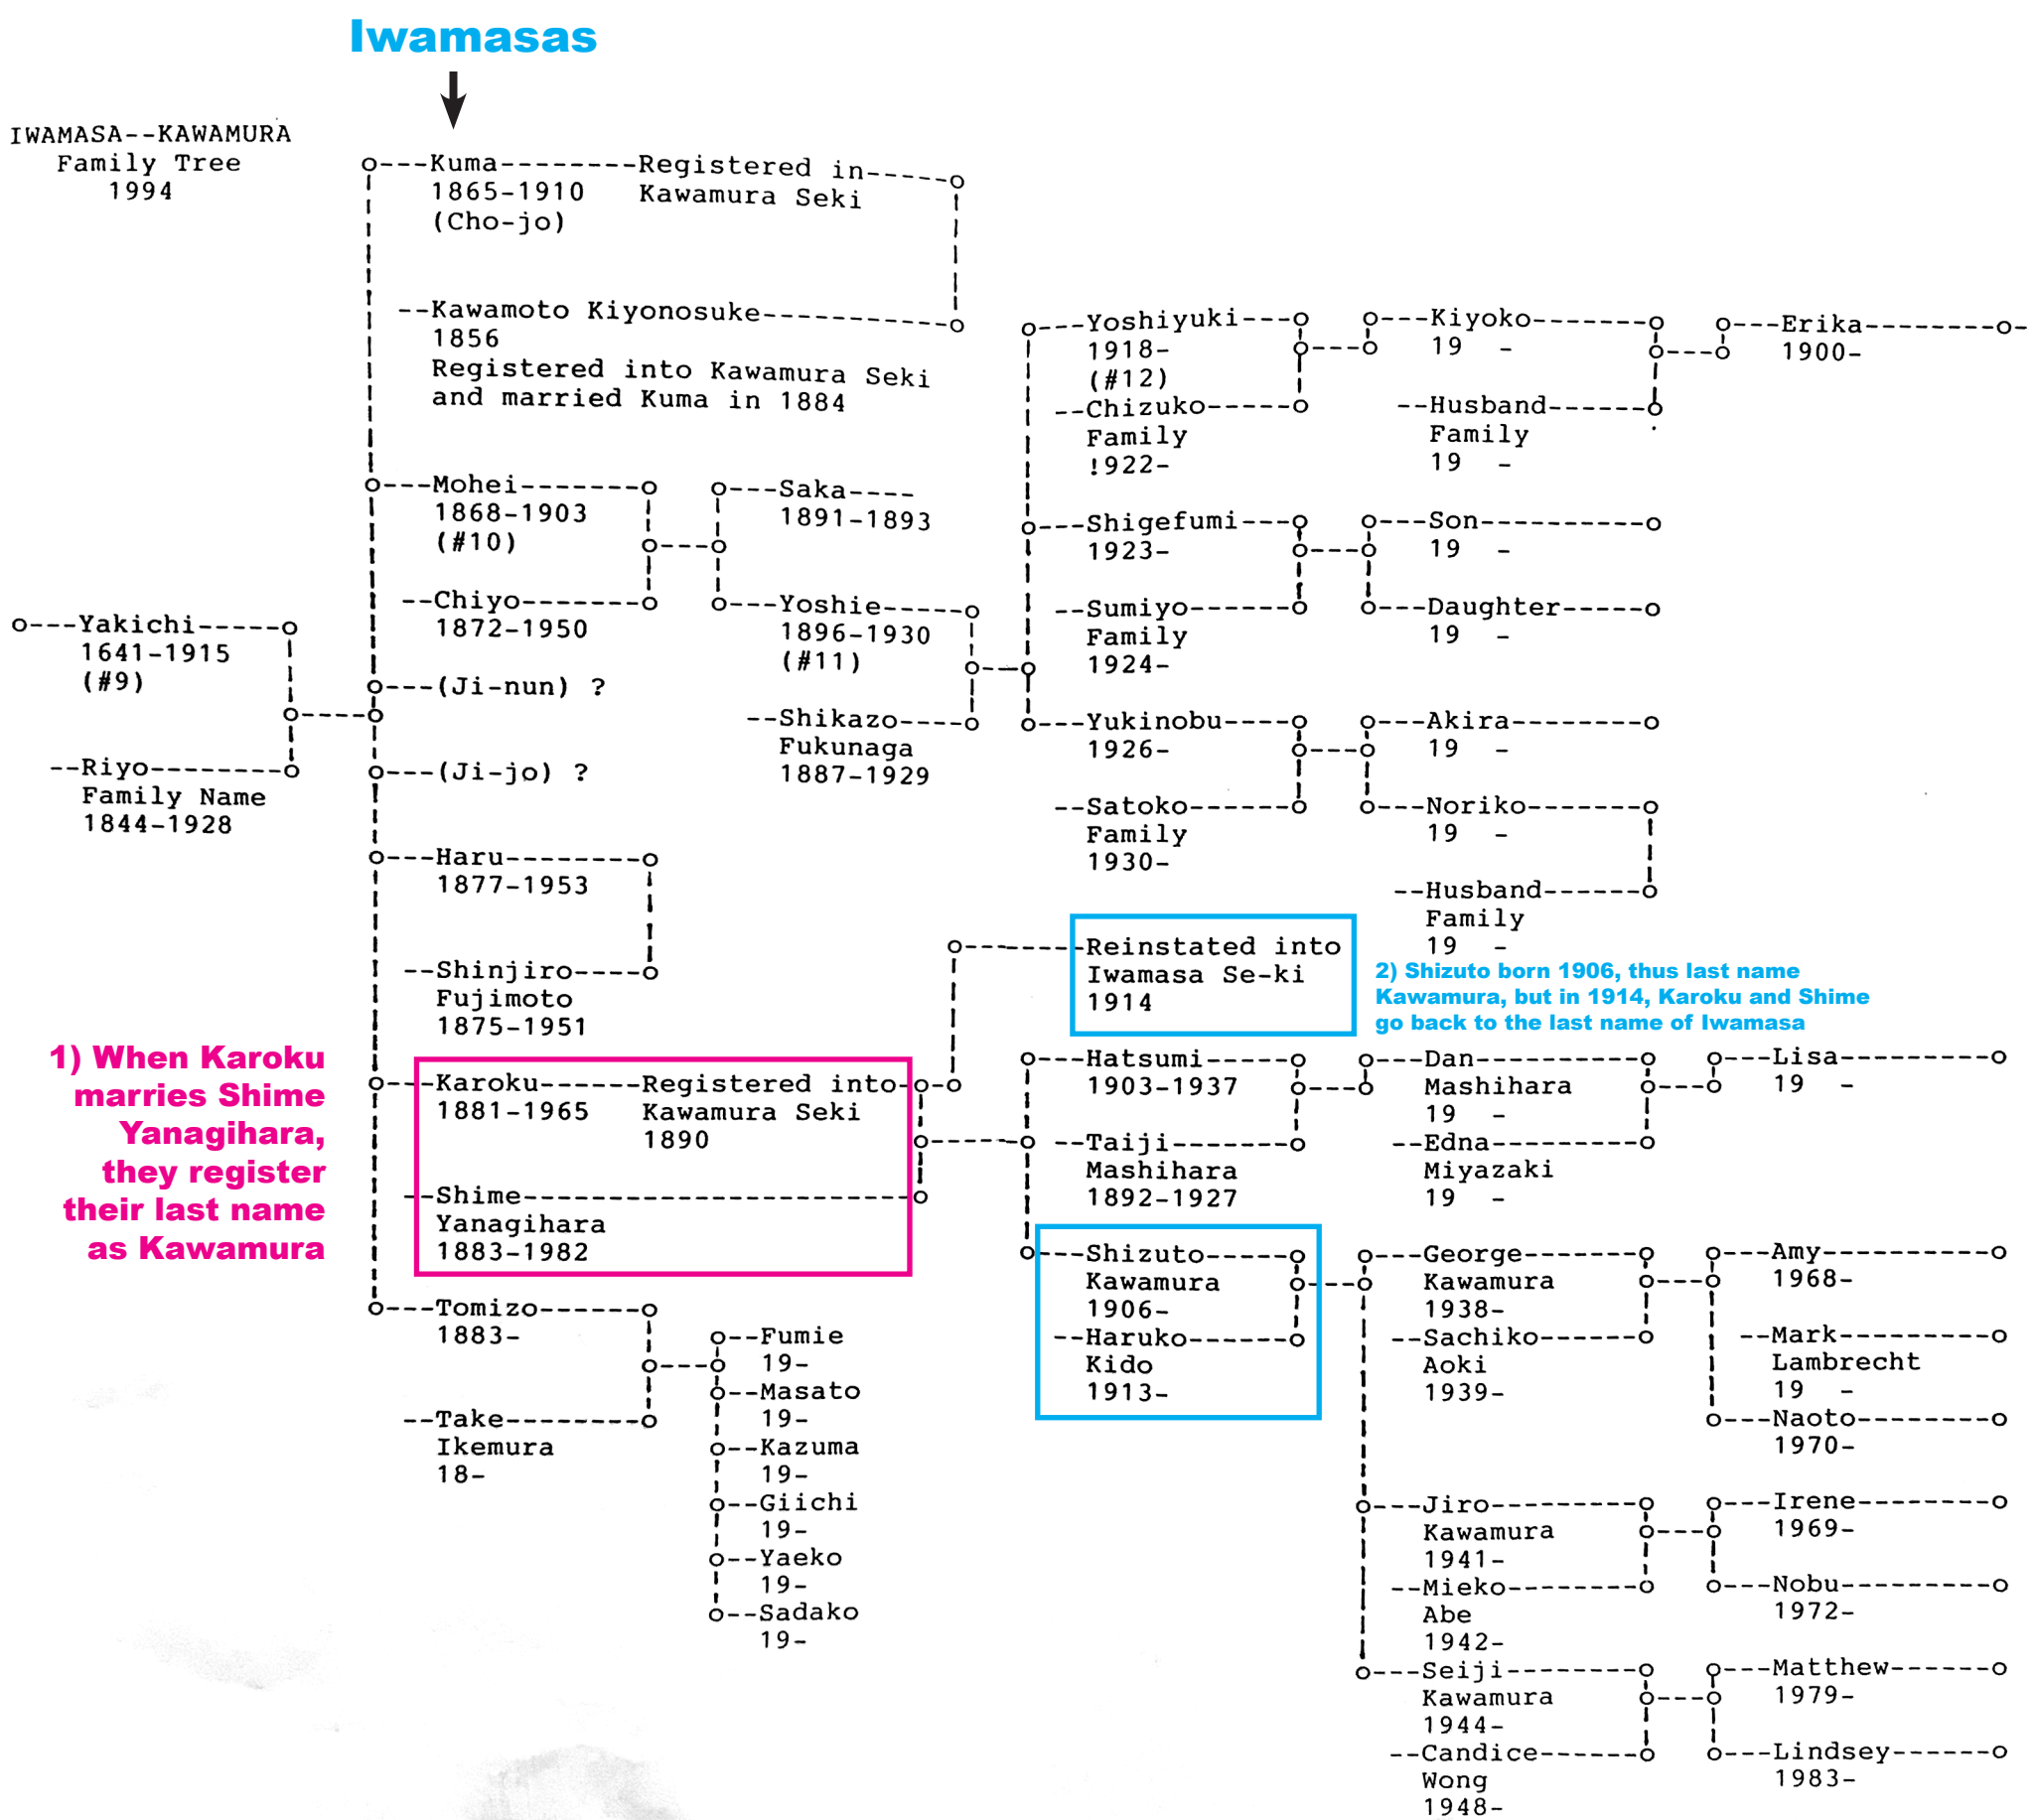 Iwamasas
IWAMASA--KAWAMURA
Family Tree
1994
o---Kuma--------Registered in-----o
1865-1910 Kawamura Seki
(Cho-jo)
--Kawamoto Kiyonosuke-----------o
1856
Registered into Kawamura Seki
and married Kuma in 1884
o---Mohei-------o
1868-1903
(#10)
--Chiyo-------o
1872-1950
o---Saka----
1891-1893
o---Yoshie-----o
1896-1930
(#11)
--Shikazo----o
Fukunaga
1887-1929
o---Yakichi-----o
1641-1915
(#9)
--Riyo--------o
Family Name
1844-1928
o---(Ji-nun) ?
o---(Ji-jo) ?
o---Haru-------o
1877-1953
--Shinjiro----o
Fujimoto
1875-1951
o---Yoshiyuki---o
1918-
(#12)
--Chizuko-----o
Family
!922-
o---Kiyoko-------o
19 -
--Husband------o
Family
19 -
o---Erika--------o-
1900-
o---Shigefumi---o
1923-
--Sumiyo------o
Family
1924-
o---Son----------o
19 -
o---Daughter-----o
19 -
o---Yukinobu----o
1926-
--Satoko------o
Family
1930-
o---Akira--------o
19 -
o---Noriko-------o
19 -
--Husband------o
Family
19 -
1) When Karoku
marries Shime
Yanagihara,
they register
their last name
as Kawamura
o---Karoku------Registered into-o-o
1881-1965 Kawamura Seki
1890
--Shime------------------------o
Yanagihara
1883-1982
o--------Reinstated into
Iwamasa Se-ki
1914
2) Shizuto born 1906, thus last name
Kawamura, but in 1914, Karoku and Shime
go back to the last name of Iwamasa
o---Hatsumi-----o
1903-1937
--Taiji-------o
Mashihara
1892-1927
o---Dan----------o
Mashihara
19 -
--Edna---------o
Miyazaki
19 -
o---Lisa---------o
19 -
o---Shizuto-----o
Kawamura
1906-
--Haruko------o
Kido
1913-
o---George-------o
Kawamura
1938-
--Sachiko------o
Aoki
1939-
o---Amy----------o
1968-
--Mark---------o
Lambrecht
19 -
o---Naoto--------o
1970-
o---Tomizo------o
1883-
--Take--------o
Ikemura
18-
o--Fumie
19-
o--Masato
19-
o--Kazuma
19-
o--Giichi
19-
o--Yaeko
19-
o--Sadako
19-
o---Jiro---------o
Kawamura
1941-
--Mieko--------o
Abe
1942-
o---Irene--------o
1969-
o---Nobu---------o
1972-
o---Seiji--------o
Kawamura
1944-
--Candice------o
Wong
1948-
o---Matthew------o
1979-
o---Lindsey------o
1983-